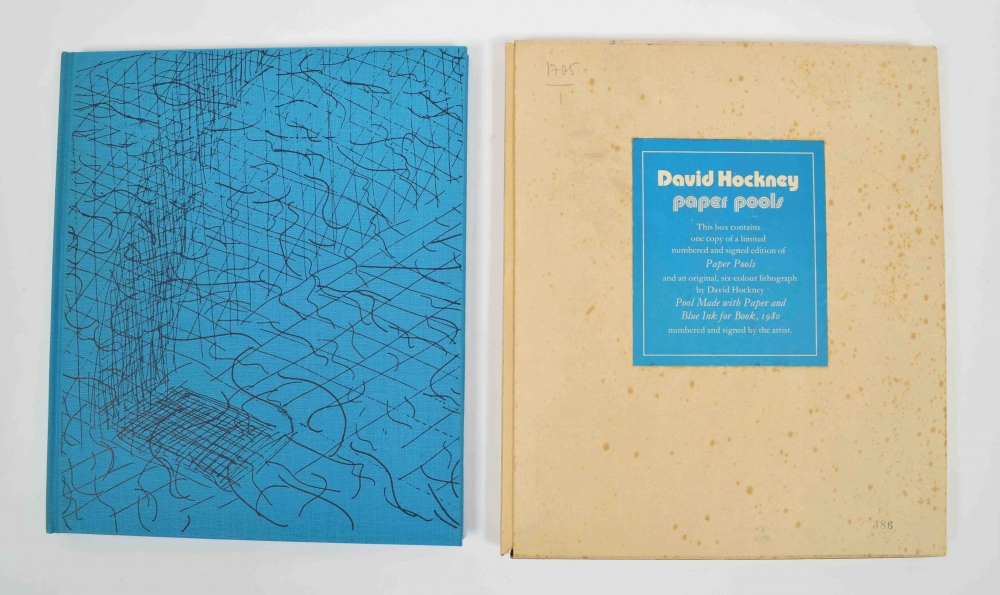 1705
1
David Hockney
paper pools
This box contains
one copy of a limited
numbered and signed edition of
Paper Pools
and an original, six-colour lithograph
by David Hockney
Pool Made with Paper and
Blue Ink for Book, 1980
numbered and signed by the artist.
386